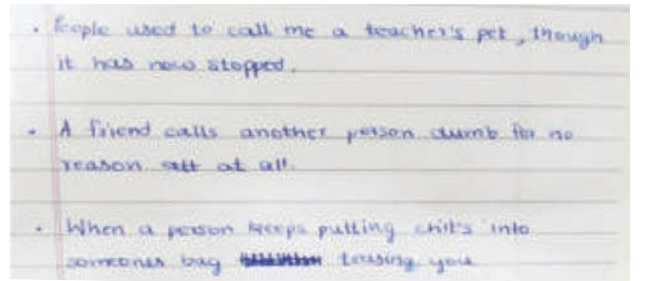 • People used to call me a teacher's pet, though
it has now stopped.
• A friend calls another person dumb for no
reason at all.
• When a person keeps putting chit's into
someones bag teasing you